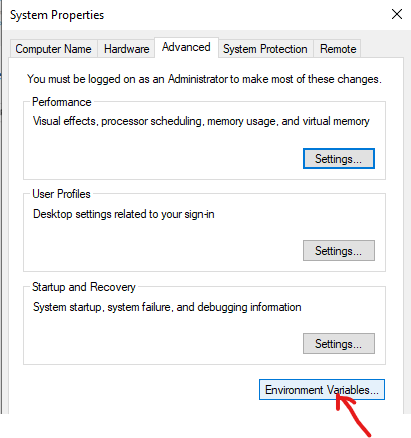 System Properties
Computer Name Hardware Advanced System Protection Remote
You must be logged on as an Administrator to make most of these changes.
Performance
Visual effects, processor scheduling, memory usage, and virtual memory
Settings...
User Profiles
Desktop settings related to your sign-in
Settings...
Startup and Recovery
System startup, system failure, and debugging information
Settings...
Environment Variables...